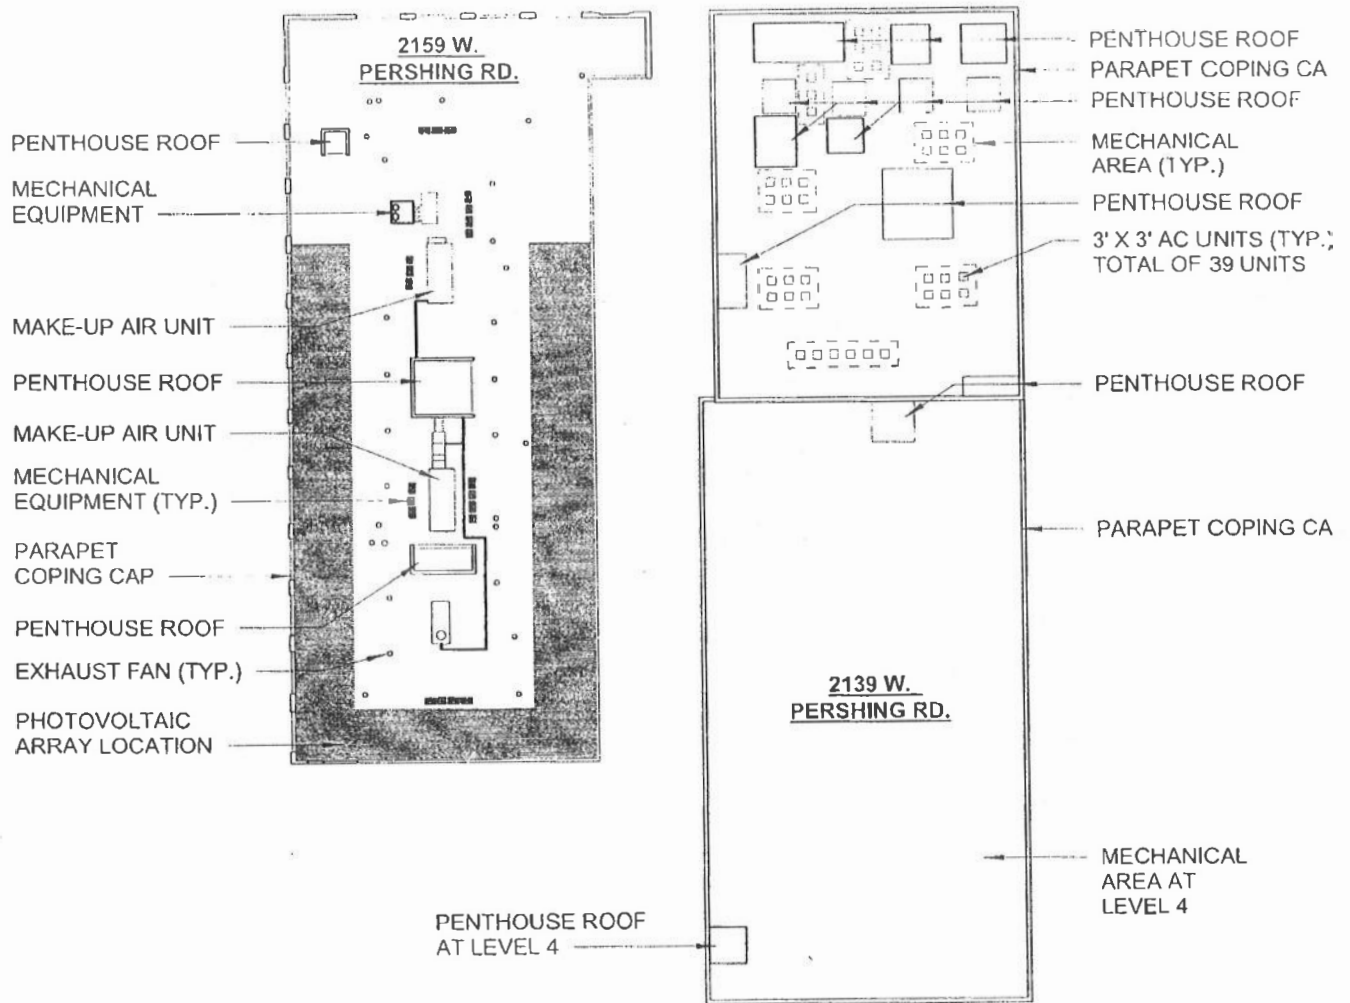 2159 W.
PERSHING RD.
PENTHOUSE ROOF
MECHANICAL
EQUIPMENT
MAKE-UP AIR UNIT
PENTHOUSE ROOF
MAKE-UP AIR UNIT
MECHANICAL
EQUIPMENT (TYP.)
PARAPET
COPING CAP
PENTHOUSE ROOF
EXHAUST FAN (TYP.)
PHOTOVOLTAIC
ARRAY LOCATION
PENTHOUSE ROOF
PARAPET COPING CA
PENTHOUSE ROOF
MECHANICAL
AREA (TYP.)
PENTHOUSE ROOF
3' X 3' AC UNITS (TYP.;
TOTAL OF 39 UNITS
PENTHOUSE ROOF
PARAPET COPING CA
2139 W.
PERSHING RD.
MECHANICAL
AREA AT
LEVEL 4
PENTHOUSE ROOF
AT LEVEL 4